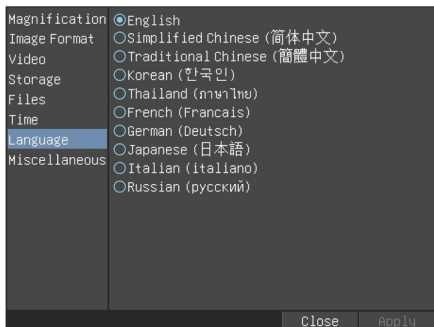 Magnification
Image Format
Video
Storage
Files
Time
Language
Miscellaneous
English
Simplified Chinese (简体中文)
Traditional Chinese (簡體中文)
Korean (한국인)
Thailand (ภาษาไทย)
French (Francais)
German (Deutsch)
Japanese (日本語)
Italian (italiano)
Russian (русский)
Close
Apply